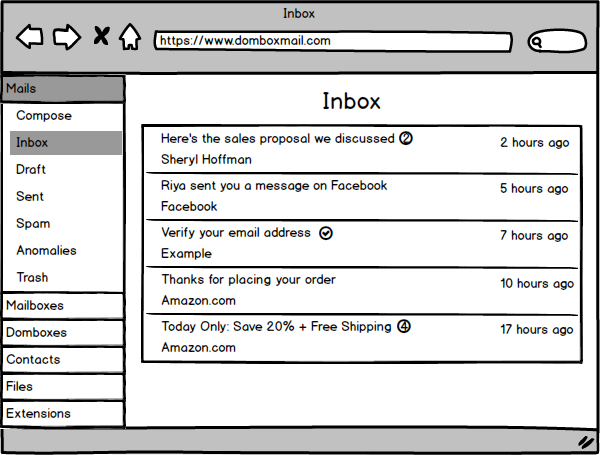 Inbox
https://www.domboxmail.com
Mails
Compose
Inbox
Draft
Sent
Spam
Anomalies
Trash
Mailboxes
Domboxes
Contacts
Files
Extensions
Inbox
Here's the sales proposal we discussed 2 2 hours ago
Sheryl Hoffman
Riya sent you a message on Facebook 5 hours ago
Facebook
Verify your email address 7 hours ago
Example
Thanks for placing your order 10 hours ago
Amazon.com
Today Only: Save 20% + Free Shipping 4 17 hours ago
Amazon.com